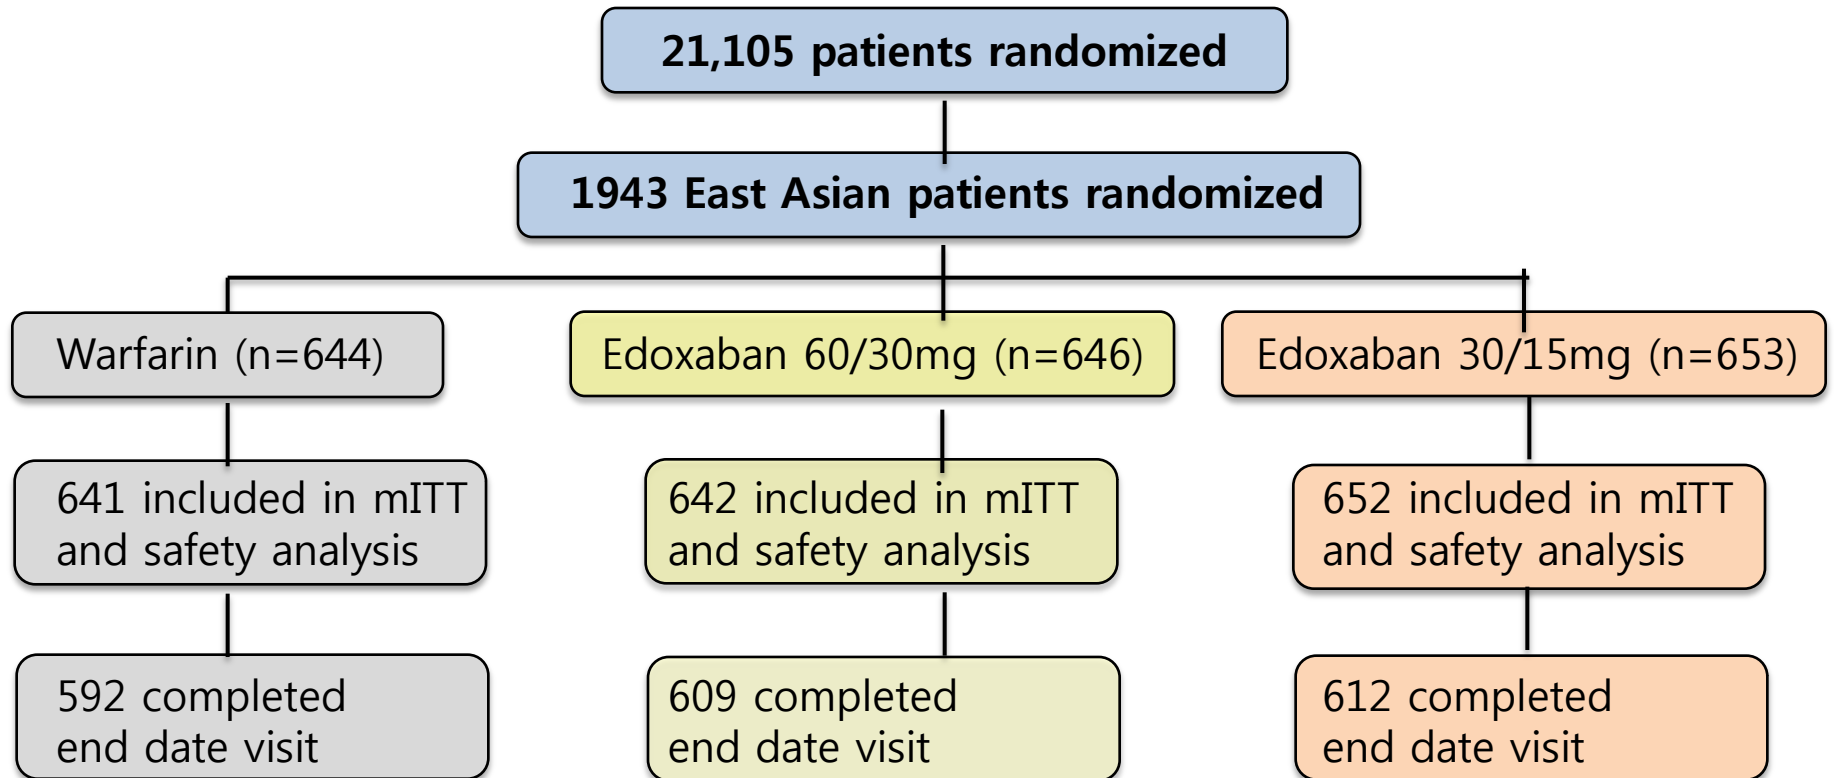 21,105 patients randomized
1943 East Asian patients randomized
Warfarin (n=644)
Edoxaban 60/30mg (n=646)
Edoxaban 30/15mg (n=653)
641 included in mITT
and safety analysis
642 included in mITT
and safety analysis
652 included in mITT
and safety analysis
592 completed
end date visit
609 completed
end date visit
612 completed
end date visit